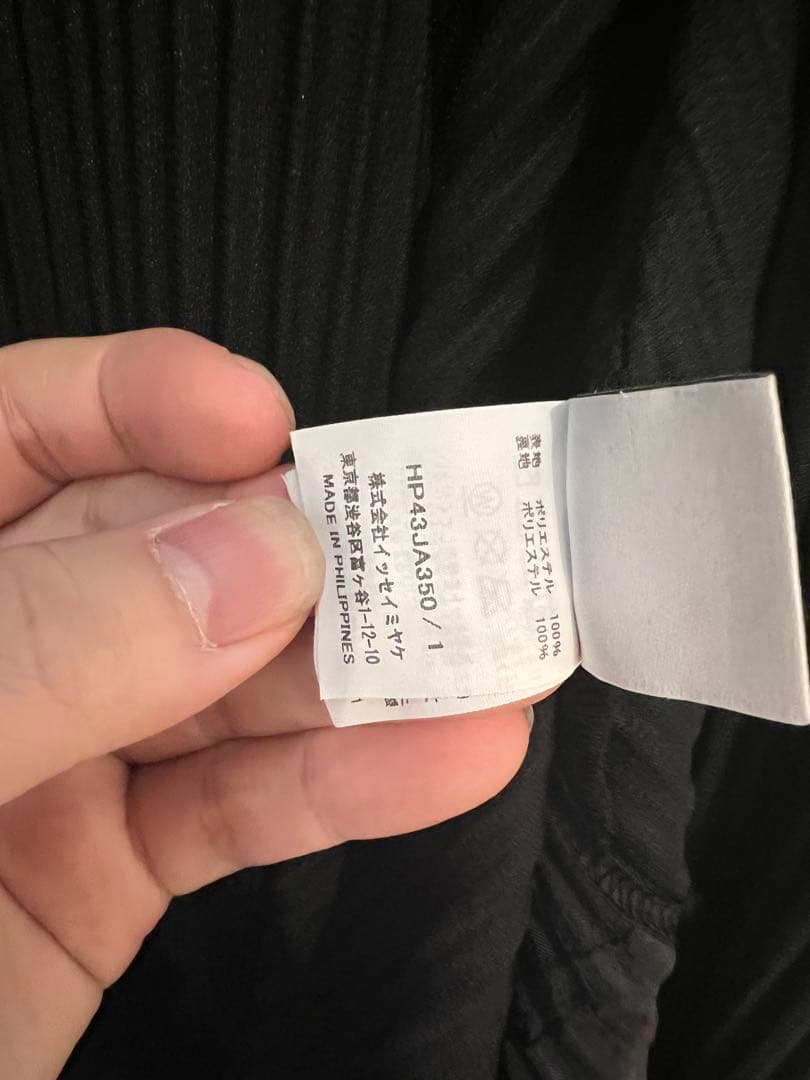 表地 ポリエステル 100%
裏地 ポリエステル 100%
HP43JA350 / 1
株式会社イッセイミヤケ
東京都渋谷区富ヶ谷1-12-10
MADE IN PHILIPPINES